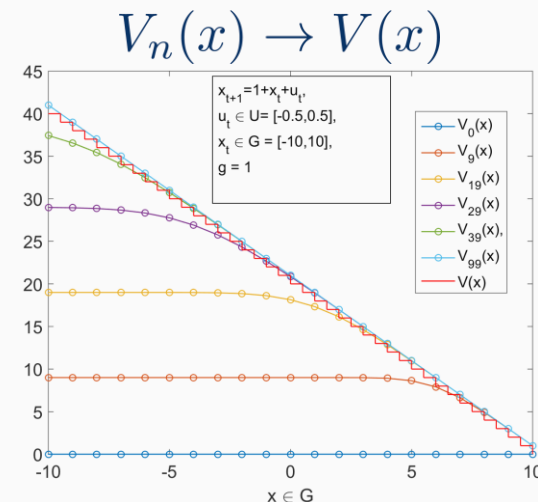 Vₙ(x) → V(x)
45
40
35
30
25
20
15
10
5
0
xₜ₊₁=1+xₜ+uₜ,
uₜ ∈ U= [-0.5,0.5],
xₜ ∈ G = [-10,10],
g = 1
V₀(x)
V₉(x)
V₁₉(x)
V₂₉(x)
V₃₉(x),
V₉₉(x)
V(x)
-10 -5 0 5 10
x ∈ G